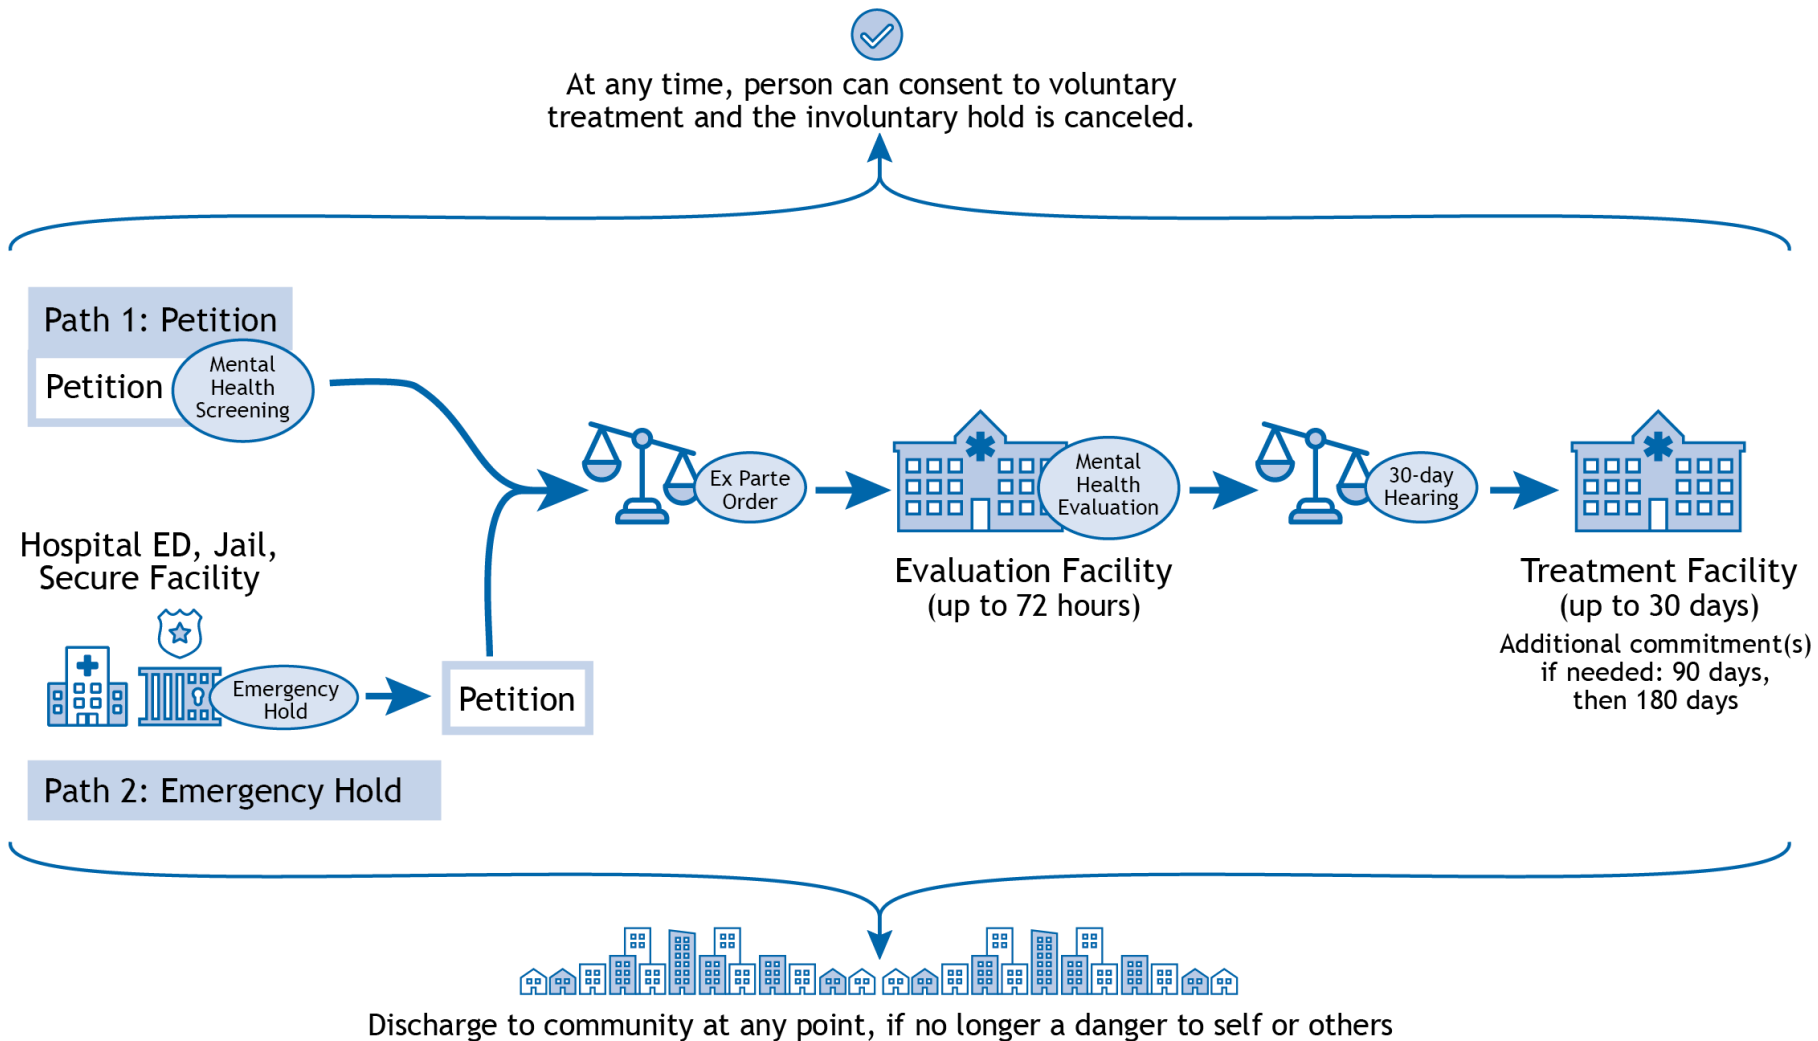 At any time, person can consent to voluntary
treatment and the involuntary hold is canceled.
Path 1: Petition
Petition
Mental
Health
Screening
Hospital ED, Jail,
Secure Facility
Emergency
Hold
Petition
Path 2: Emergency Hold
Ex Parte
Order
Mental
Health
Evaluation
Evaluation Facility
(up to 72 hours)
30-day
Hearing
Treatment Facility
(up to 30 days)
Additional commitment(s)
if needed: 90 days,
then 180 days
Discharge to community at any point, if no longer a danger to self or others